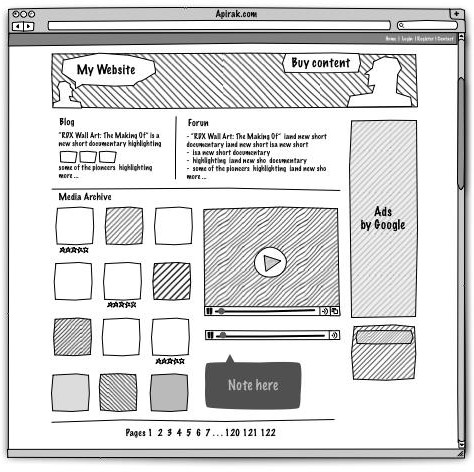 Apirak.com
Home | Login | Register | Contact
My Website
Buy content
Blog
"RDX Wall Art: The Making Of" is a
new short documentary highlighting
some of the pioneers highlighting
more ...
Forun
- "RDX Wall Art: The Making Of" land new short
documentary land new short isa new short
- isa new short documentary
- highlighting land new sho documentary
- some of the pioneers highlighting land new sho
more ...
Media Archive
Ads
by Google
Note here
Pages 1 2 3 4 5 6 7 . . . 120 121 122